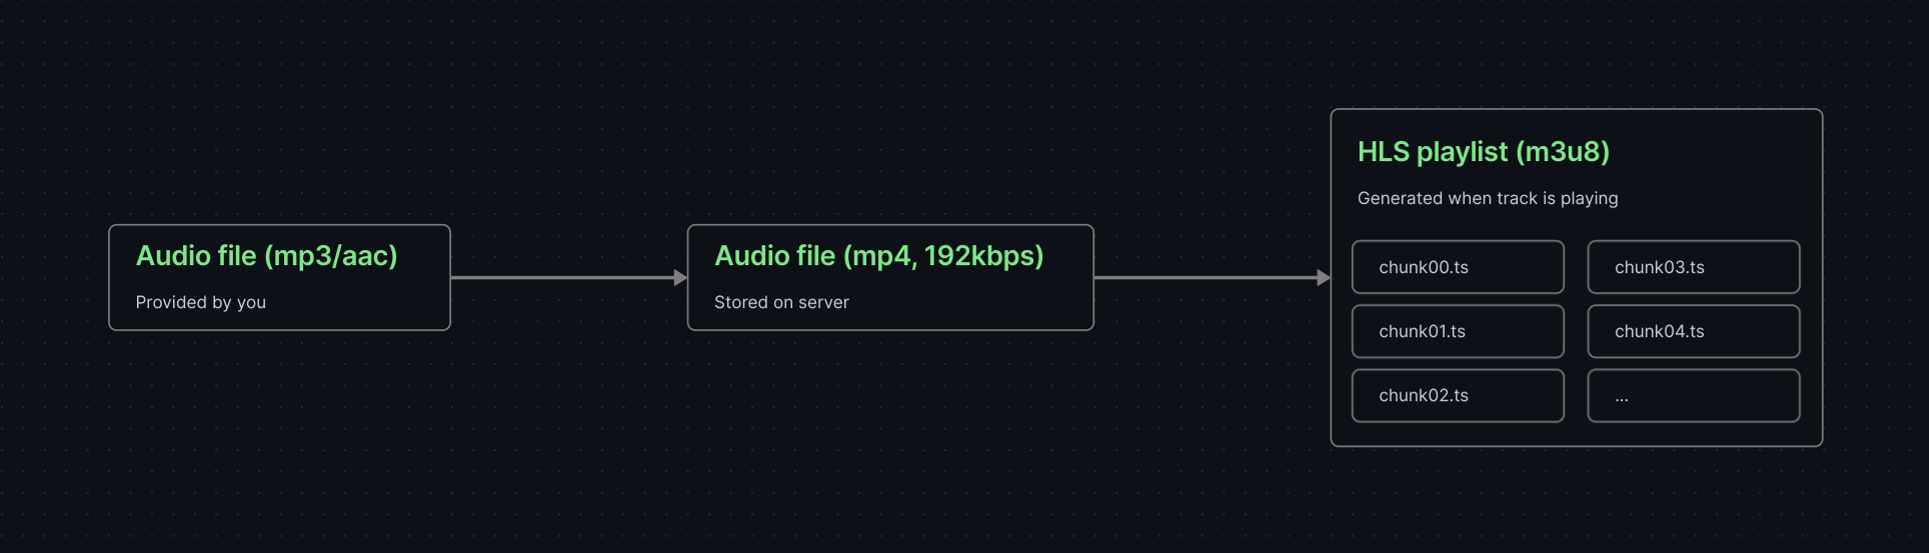 Audio file (mp3/aac)
Provided by you
Audio file (mp4, 192kbps)
Stored on server
HLS playlist (m3u8)
Generated when track is playing
chunk00.ts
chunk01.ts
chunk02.ts
chunk03.ts
chunk04.ts
...